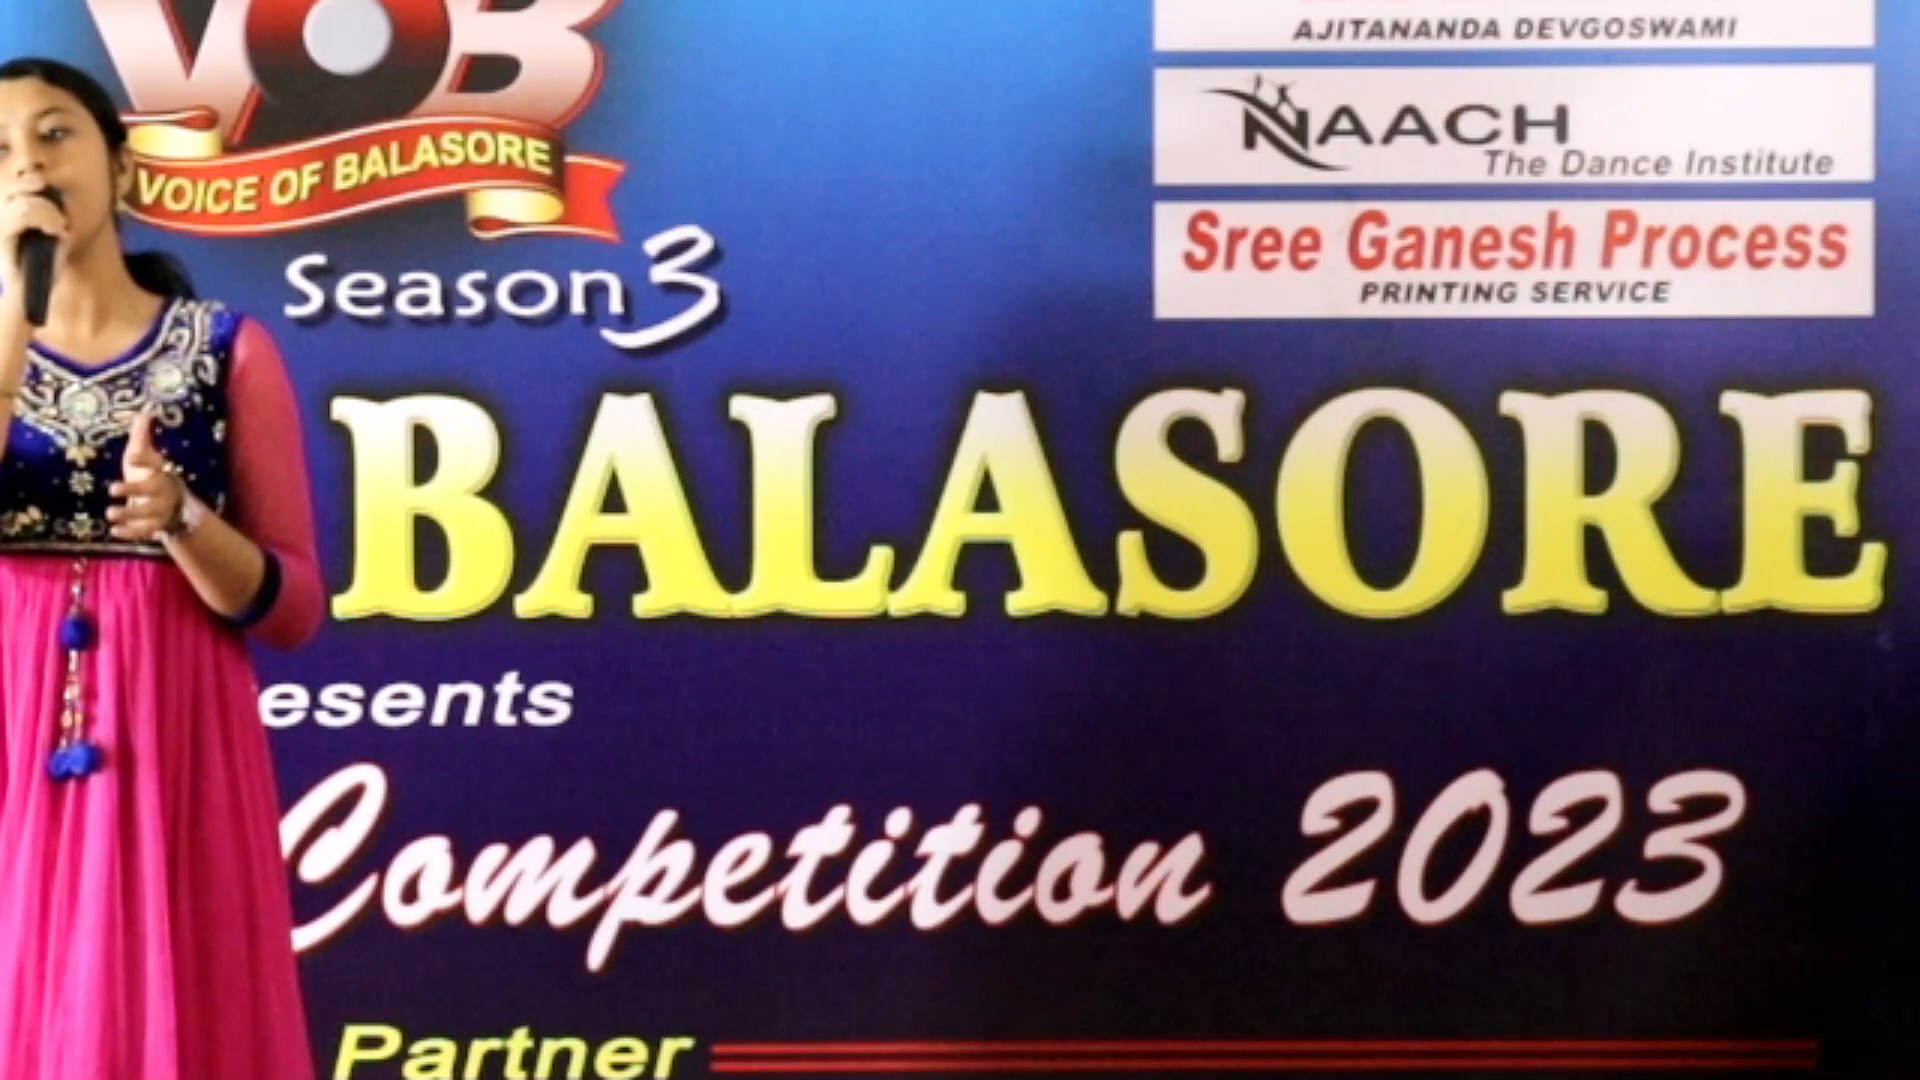 VOB
VOICE OF BALASORE
Season 3
AJITANANDA DEVGOSWAMI
NAACH
The Dance Institute
Sree Ganesh Process
PRINTING SERVICE
BALASORE
esents
Competition 2023
Partner